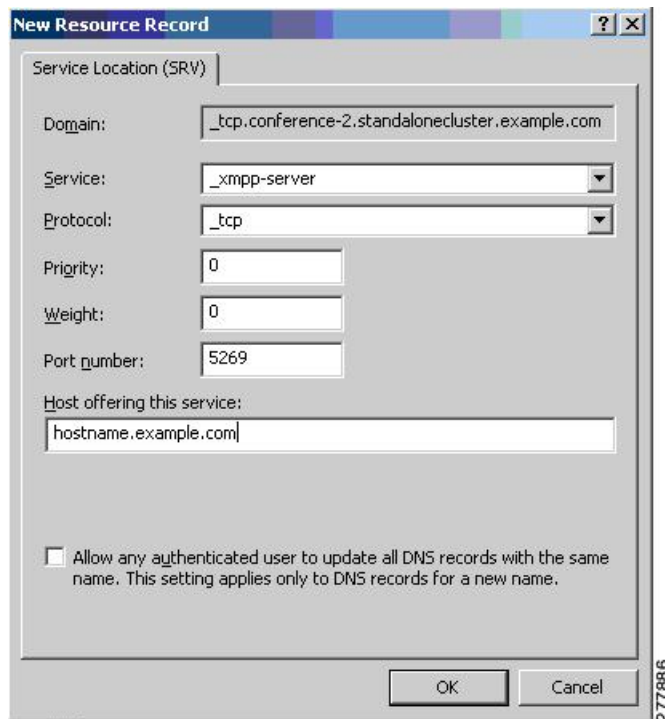 New Resource Record
Service Location (SRV)
Domain: _tcp.conference-2.standalonecluster.example.com
Service: _xmpp-server
Protocol: _tcp
Priority: 0
Weight: 0
Port number: 5269
Host offering this service:
hostname.example.com
Allow any authenticated user to update all DNS records with the same
name. This setting applies only to DNS records for a new name.
OK Cancel
277886